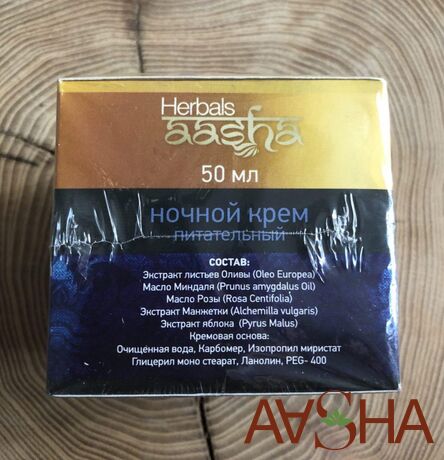 Herbals
aasha
50 мл
ночной крем
питательный
СОСТАВ:
Экстракт листьев Оливы (Oleo Europea)
Масло Миндаля (Prunus amygdalus Oil)
Масло Розы (Rosa Centifolia)
Экстракт Манжетки (Alchemilla vulgaris)
Экстракт яблока (Pyrus Malus)
Кремовая основа:
Очищенная вода, Карбомер, Изопропил миристат
Глицерил моно стеарат, Ланолин, PEG- 400
AASHA